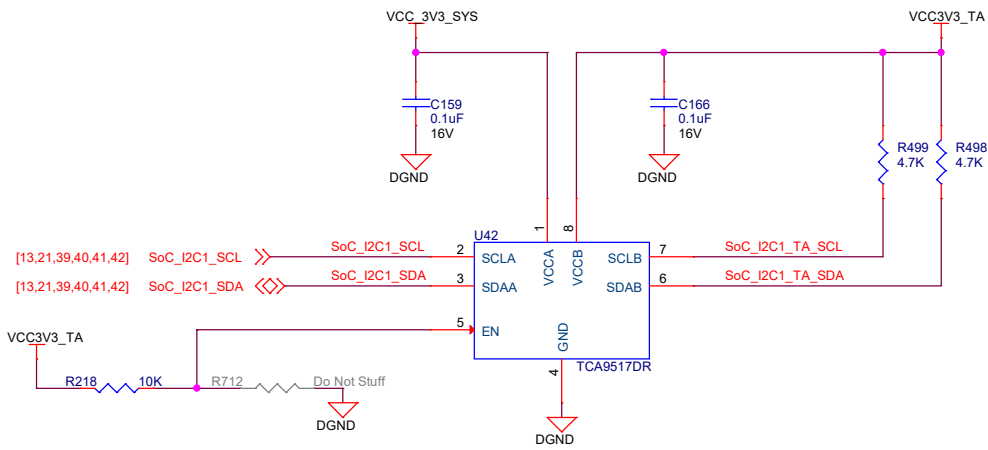 VCC_3V3_SYS
VCC3V3_TA
C159
0.1uF
16V
C166
0.1uF
16V
R499
4.7K
R498
4.7K
DGND
DGND
1
8
U42
[13,21,39,40,41,42] SoC_I2C1_SCL
SoC_I2C1_SCL
2
SCLA
VCCA
VCCB
SCLB
7
SoC_I2C1_TA_SCL
[13,21,39,40,41,42] SoC_I2C1_SDA
SoC_I2C1_SDA
3
SDAA
SDAB
6
SoC_I2C1_TA_SDA
5
EN
GND
VCC3V3_TA
TCA9517DR
4
R218
10K
R712
Do Not Stuff
DGND
DGND